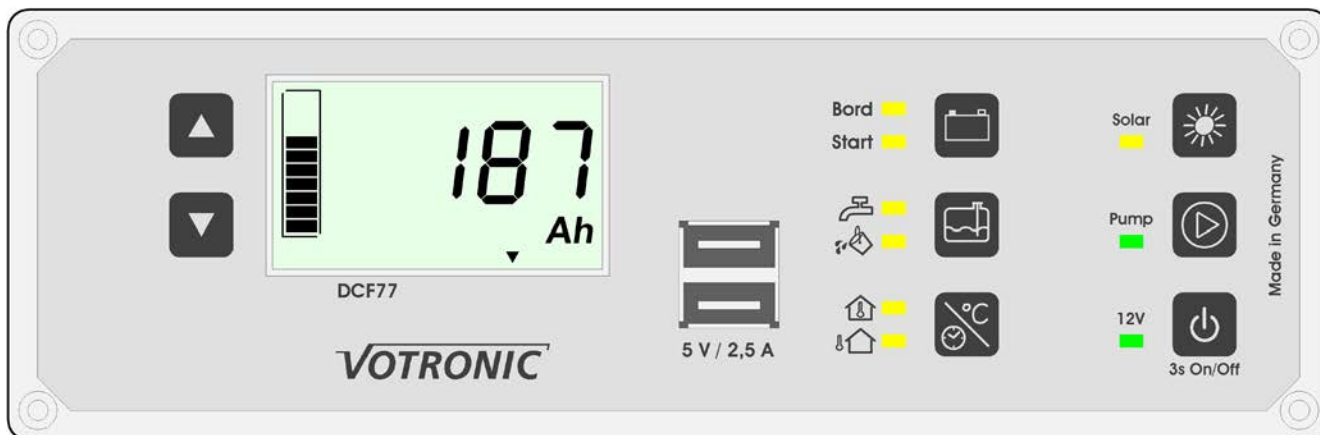 187
Ah
DCF77
VOTRONIC
5 V / 2,5 A
Bord
Start
°C
Solar
Pump
12V
3s On/Off
Made in Germany